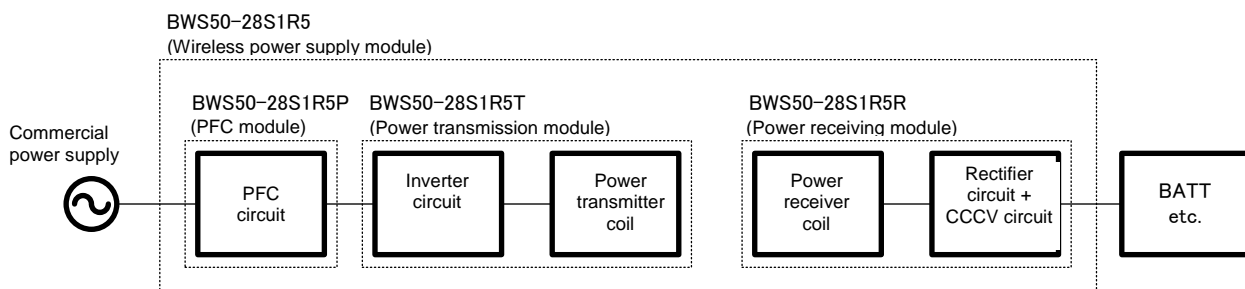 BWS50-28S1R5
(Wireless power supply module)
BWS50-28S1R5P
(PFC module)
BWS50-28S1R5T
(Power transmission module)
BWS50-28S1R5R
(Power receiving module)
Commercial
power supply
PFC
circuit
Inverter
circuit
Power
transmitter
coil
Power
receiver
coil
Rectifier
circuit +
CCCV circuit
BATT
etc.